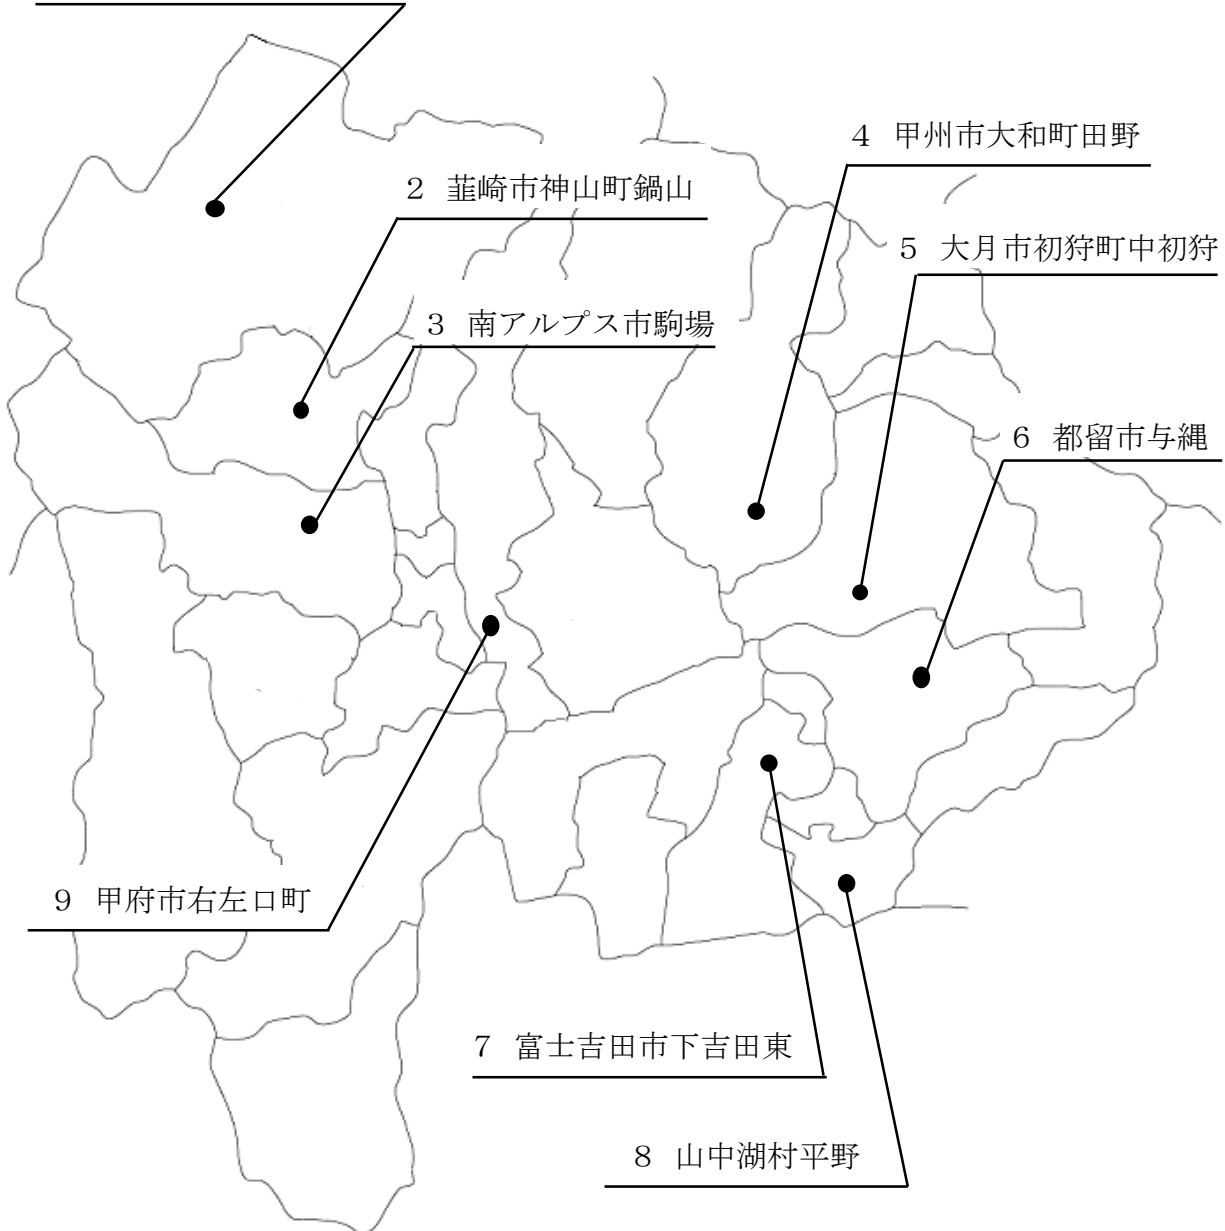 4 甲州市大和町田野
2 韮崎市神山町鍋山
5 大月市初狩町中初狩
3 南アルプス市駒場
6 都留市与縄
9 甲府市右左口町
7 富士吉田市下吉田東
8 山中湖村平野